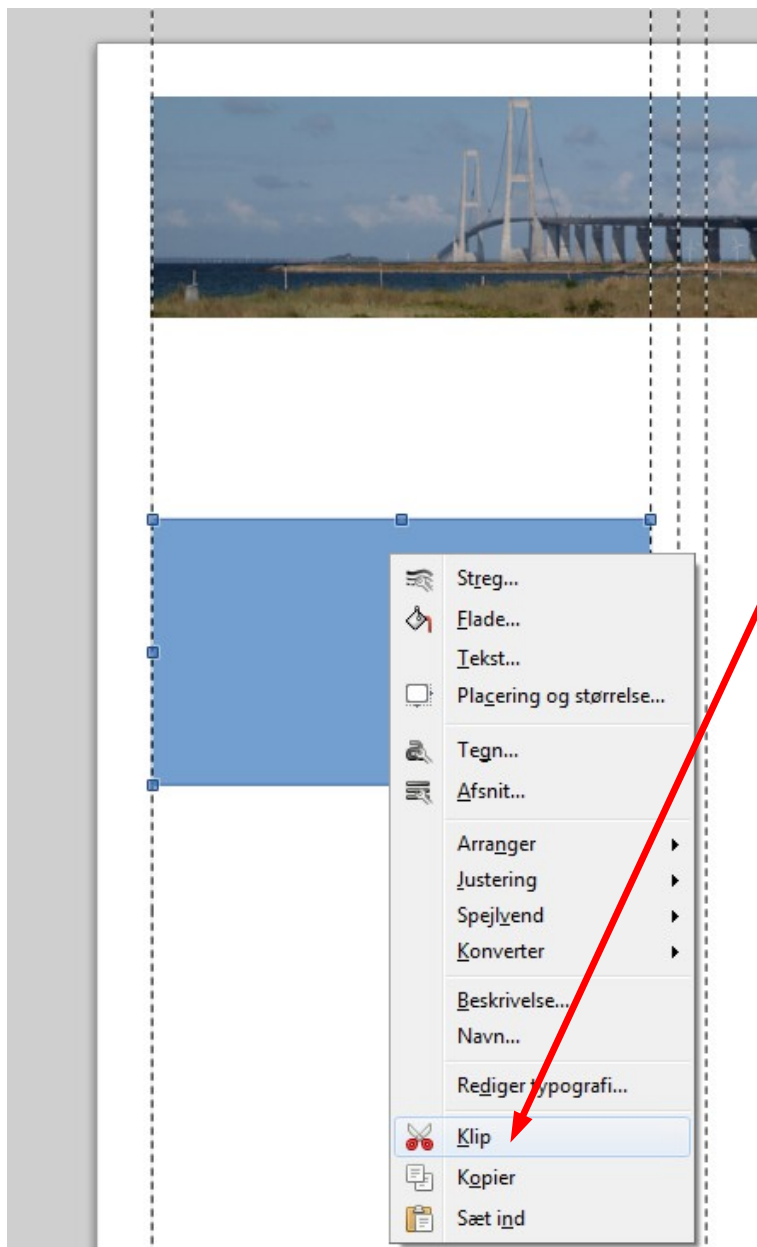 Streg...
Flade...
Tekst...
Placering og størrelse...
Tegn...
Afsnit...
Arranger
Justering
Spejlvend
Konverter
Beskrivelse...
Navn...
Rediger typografi...
Klip
Kopier
Sæt ind